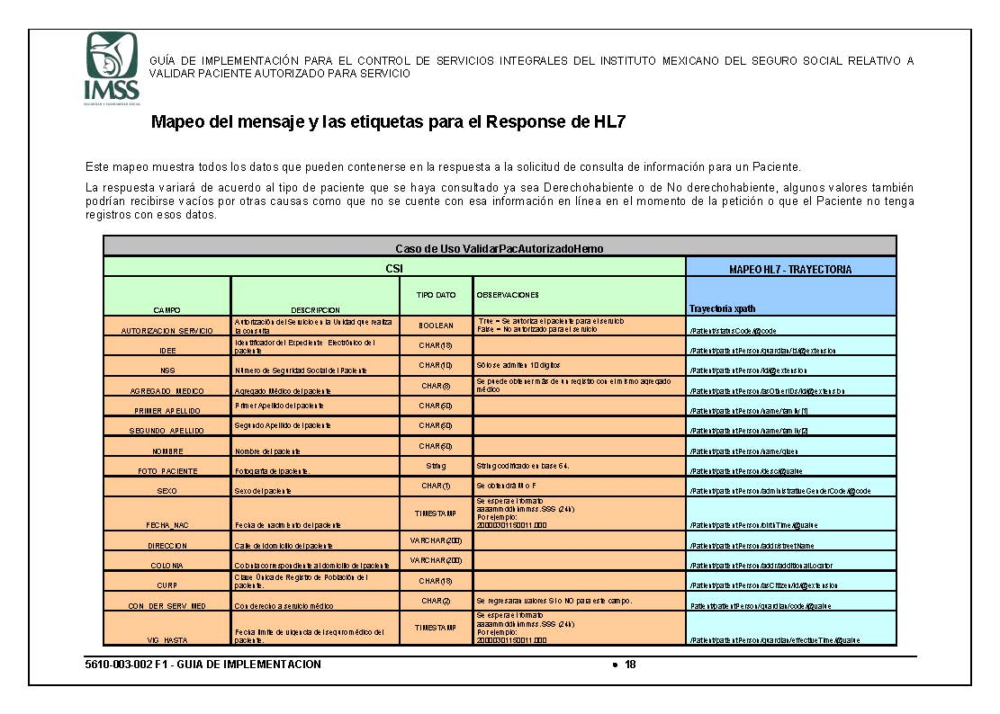 IMSS
SEGURIDAD Y SOLIDARIDAD SOCIAL
GUÍA DE IMPLEMENTACIÓN PARA EL CONTROL DE SERVICIOS INTEGRALES DEL INSTITUTO MEXICANO DEL SEGURO SOCIAL RELATIVO A
VALIDAR PACIENTE AUTORIZADO PARA SERVICIO
Mapeo del mensaje y las etiquetas para el Response de HL7
Este mapeo muestra todos los datos que pueden contenerse en la respuesta a la solicitud de consulta de información para un Paciente.
La respuesta variará de acuerdo al tipo de paciente que se haya consultado ya sea Derechohabiente o de No derechohabiente, algunos valores también
podrían recibirse vacíos por otras causas como que no se cuente con esa información en línea en el momento de la petición o que el Paciente no tenga
registros con esos datos.
Caso de Uso ValidarPacAutorizadoHemo
CSI
MAPEO HL7 - TRAYECTORIA
CAMPO
DESCRIPCION
TIPO DATO
OBSERVACIONES
Trayectoria xpath
AUTORIZACION_SERVICIO
Autorización del Servicio en la Unidad que realiza
la consulta
BOOLEAN
True = Se autoriza el paciente para el servicio
False = No autorizado para el servicio
/Patient/statusCode/@code
IDEE
Identificador del Expediente Electrónico del
paciente
CHAR(18)
/Patient/patientPerson/guardian/id/@extension
NSS
Número de Seguridad Social del Paciente
CHAR(10)
Sólo se admiten 10 digitos
/Patient/patientPerson/id/@extension
AGREGADO_MEDICO
Agregado Médico del paciente
CHAR(8)
Se puede obtener más de un registro con el mismo agregado
médico
/Patient/patientPerson/asOtherIDs/id/@extension
PRIMER_APELLIDO
Primer Apellido del paciente
CHAR(50)
/Patient/patientPerson/name/family[1]
SEGUNDO_APELLIDO
Segundo Apellido del paciente
CHAR(50)
/Patient/patientPerson/name/family[2]
NOMBRE
Nombre del paciente
CHAR(50)
/Patient/patientPerson/name/given
FOTO_PACIENTE
Fotografía del paciente.
String
String codificado en base 64.
/Patient/patientPerson/desc/@value
SEXO
Sexo del paciente
CHAR(1)
Se obtendrá M o F
/Patient/patientPerson/administrativeGenderCode/@code
FECHA_NAC
Fecha de nacimiento del paciente
TIMESTAMP
Se espera el formato
aaaammddhhmmss.SSS (24h)
Por ejemplo:
20000301150011.000
/Patient/patientPerson/birthTime/@value
DIRECCION
Calle del domicilio del paciente
VARCHAR(200)
/Patient/patientPerson/addr/streetName
COLONIA
Colonia correspondiente al domicilio del paciente
VARCHAR(200)
/Patient/patientPerson/addr/additionalLocator
CURP
Clave Única de Registro de Población del
paciente.
CHAR(18)
/Patient/patientPerson/asCitizen/id/@extension
CON_DER_SERV_MED
Con derecho a servicio médico
CHAR(2)
Se regresaran valores SI o NO para este campo.
Patient/patientPerson/guardian/code/@value
VIG_HASTA
Fecha límite de vigencia del seguro médico del
paciente.
TIMESTAMP
Se espera el formato
aaaammddhhmmss.SSS (24h)
Por ejemplo:
20000301150011.000
/Patient/patientPerson/guardian/effectiveTime/@value
5610-003-002 F1 - GUIA DE IMPLEMENTACION
• 18